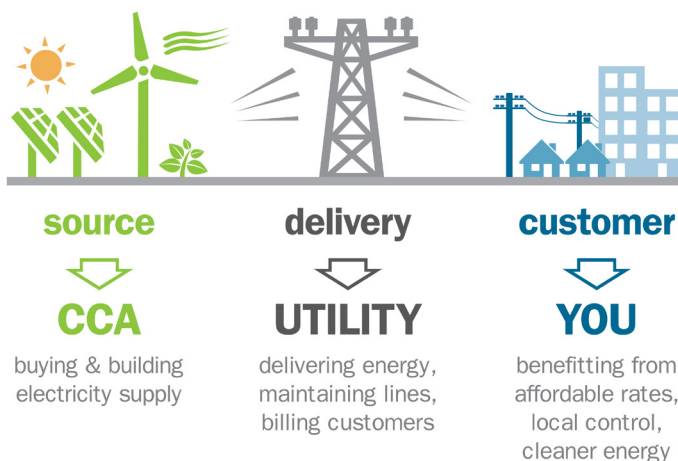 source
CCA
buying & building
electricity supply
delivery
UTILITY
delivering energy,
maintaining lines,
billing customers
customer
YOU
benefitting from
affordable rates,
local control,
cleaner energy